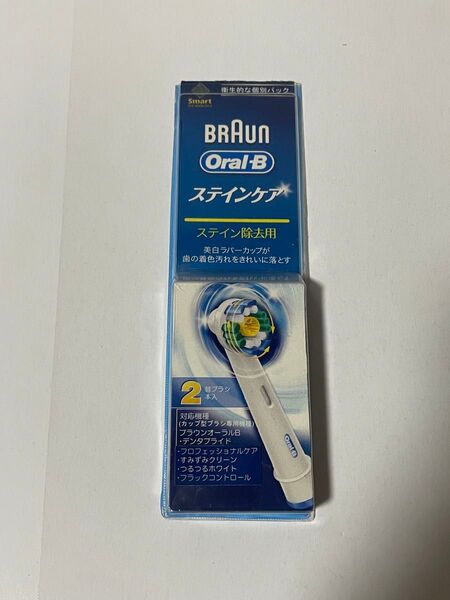 Smart
衛生的な個別パック
BRAUN
Oral-B
ステインケア
ステイン除去用
美白ラバーカップが
歯の着色汚れをきれいに落とす
2 替ブラシ
本入
対応機種
(カップ型ブラシ専用機種)
ブラウンオーラルB
・デンタプライド
・プロフェッショナルケア
・すみずみクリーン
・つるつるホワイト
・プラックコントロール
Oral-B